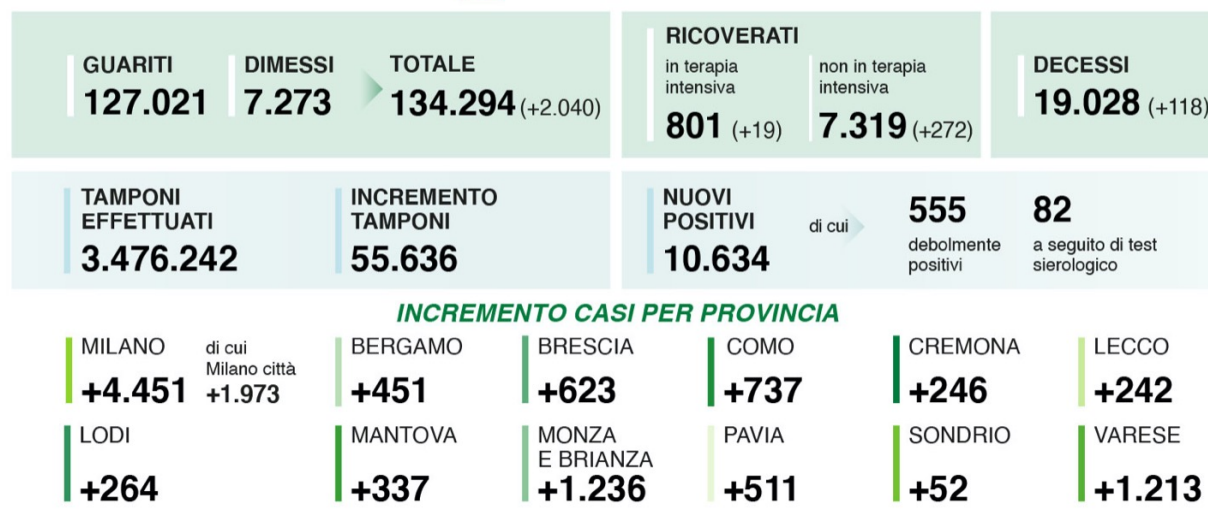 GUARITI
127.021
DIMESSI
7.273
TOTALE
134.294 (+2.040)
RICOVERATI
in terapia
intensiva
801 (+19)
non in terapia
intensiva
7.319 (+272)
DECESSI
19.028 (+118)
TAMPONI
EFFETTUATI
3.476.242
INCREMENTO
TAMPONI
55.636
NUOVI
POSITIVI
10.634
di cui
555
debolmente
positivi
82
a seguito di test
sierologico
INCREMENTO CASI PER PROVINCIA
MILANO
+4.451
di cui
Milano città
+1.973
BERGAMO
+451
BRESCIA
+623
COMO
+737
CREMONA
+246
LECCO
+242
LODI
+264
MANTOVA
+337
MONZA
E BRIANZA
+1.236
PAVIA
+511
SONDRIO
+52
VARESE
+1.213